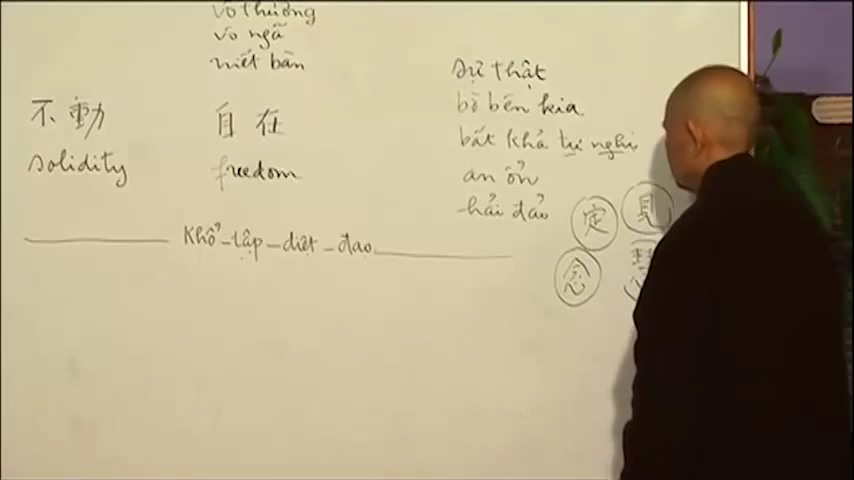 vô thường
vô ngã
niết bàn
不動
solidity
自在
freedom
sự thật
bờ bên kia
bất khả tư nghì
an ổn
hải đảo
定
見
念
慧
Khổ - tập - diệt - đạo